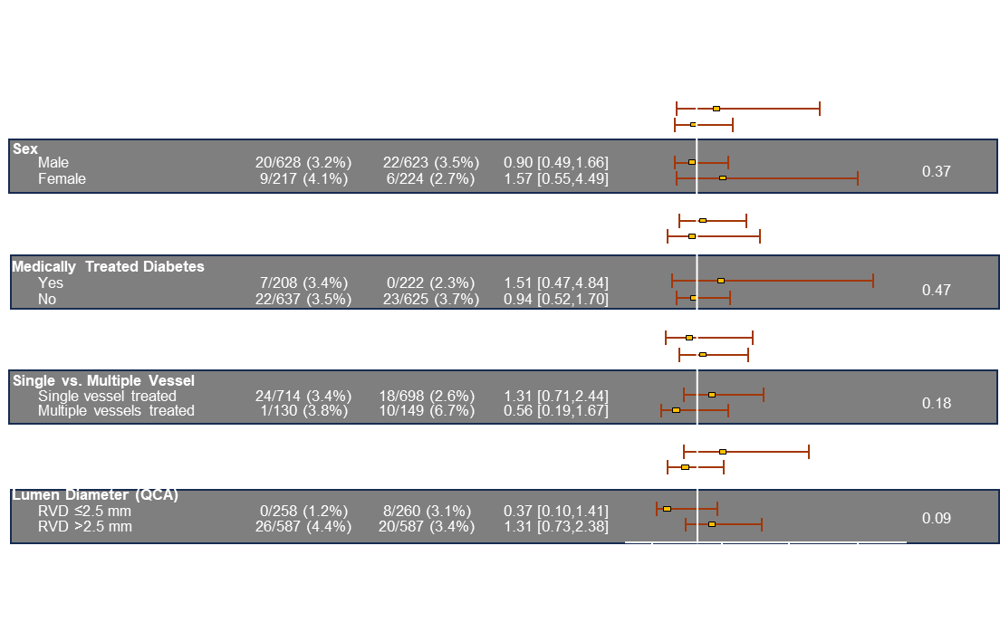 Sex
Male 20/628 (3.2%) 22/623 (3.5%) 0.90 [0.49,1.66]
0.37
Female 9/217 (4.1%) 6/224 (2.7%) 1.57 [0.55,4.49]
Medically Treated Diabetes
Yes 7/208 (3.4%) 0/222 (2.3%) 1.51 [0.47,4.84]
0.47
No 22/637 (3.5%) 23/625 (3.7%) 0.94 [0.52,1.70]
Single vs. Multiple Vessel
Single vessel treated 24/714 (3.4%) 18/698 (2.6%) 1.31 [0.71,2.44]
0.18
Multiple vessels treated 1/130 (3.8%) 10/149 (6.7%) 0.56 [0.19,1.67]
Lumen Diameter (QCA)
RVD ≤2.5 mm 0/258 (1.2%) 8/260 (3.1%) 0.37 [0.10,1.41]
0.09
RVD >2.5 mm 26/587 (4.4%) 20/587 (3.4%) 1.31 [0.73,2.38]